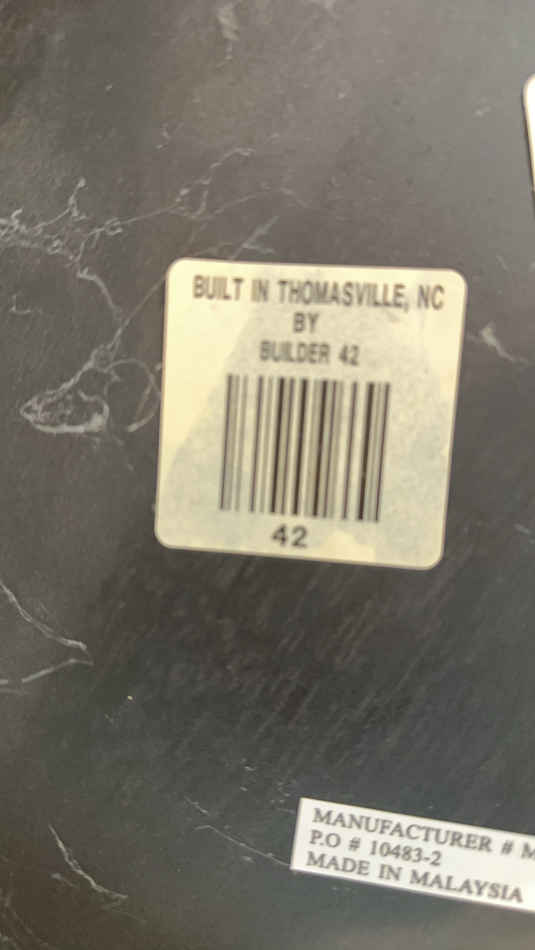 BUILT IN THOMASVILLE, NC
BY
BUILDER 42
42
MANUFACTURER # M
P.O # 10483-2
MADE IN MALAYSIA